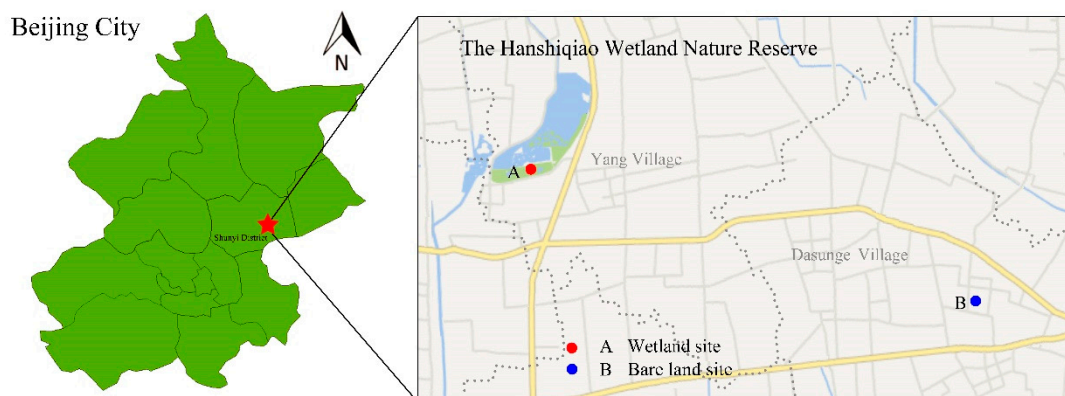 Beijing City
N
Shunyi District
The Hanshiqiao Wetland Nature Reserve
Yang Village
A
Dasunge Village
B
A Wetland site
B Bare land site